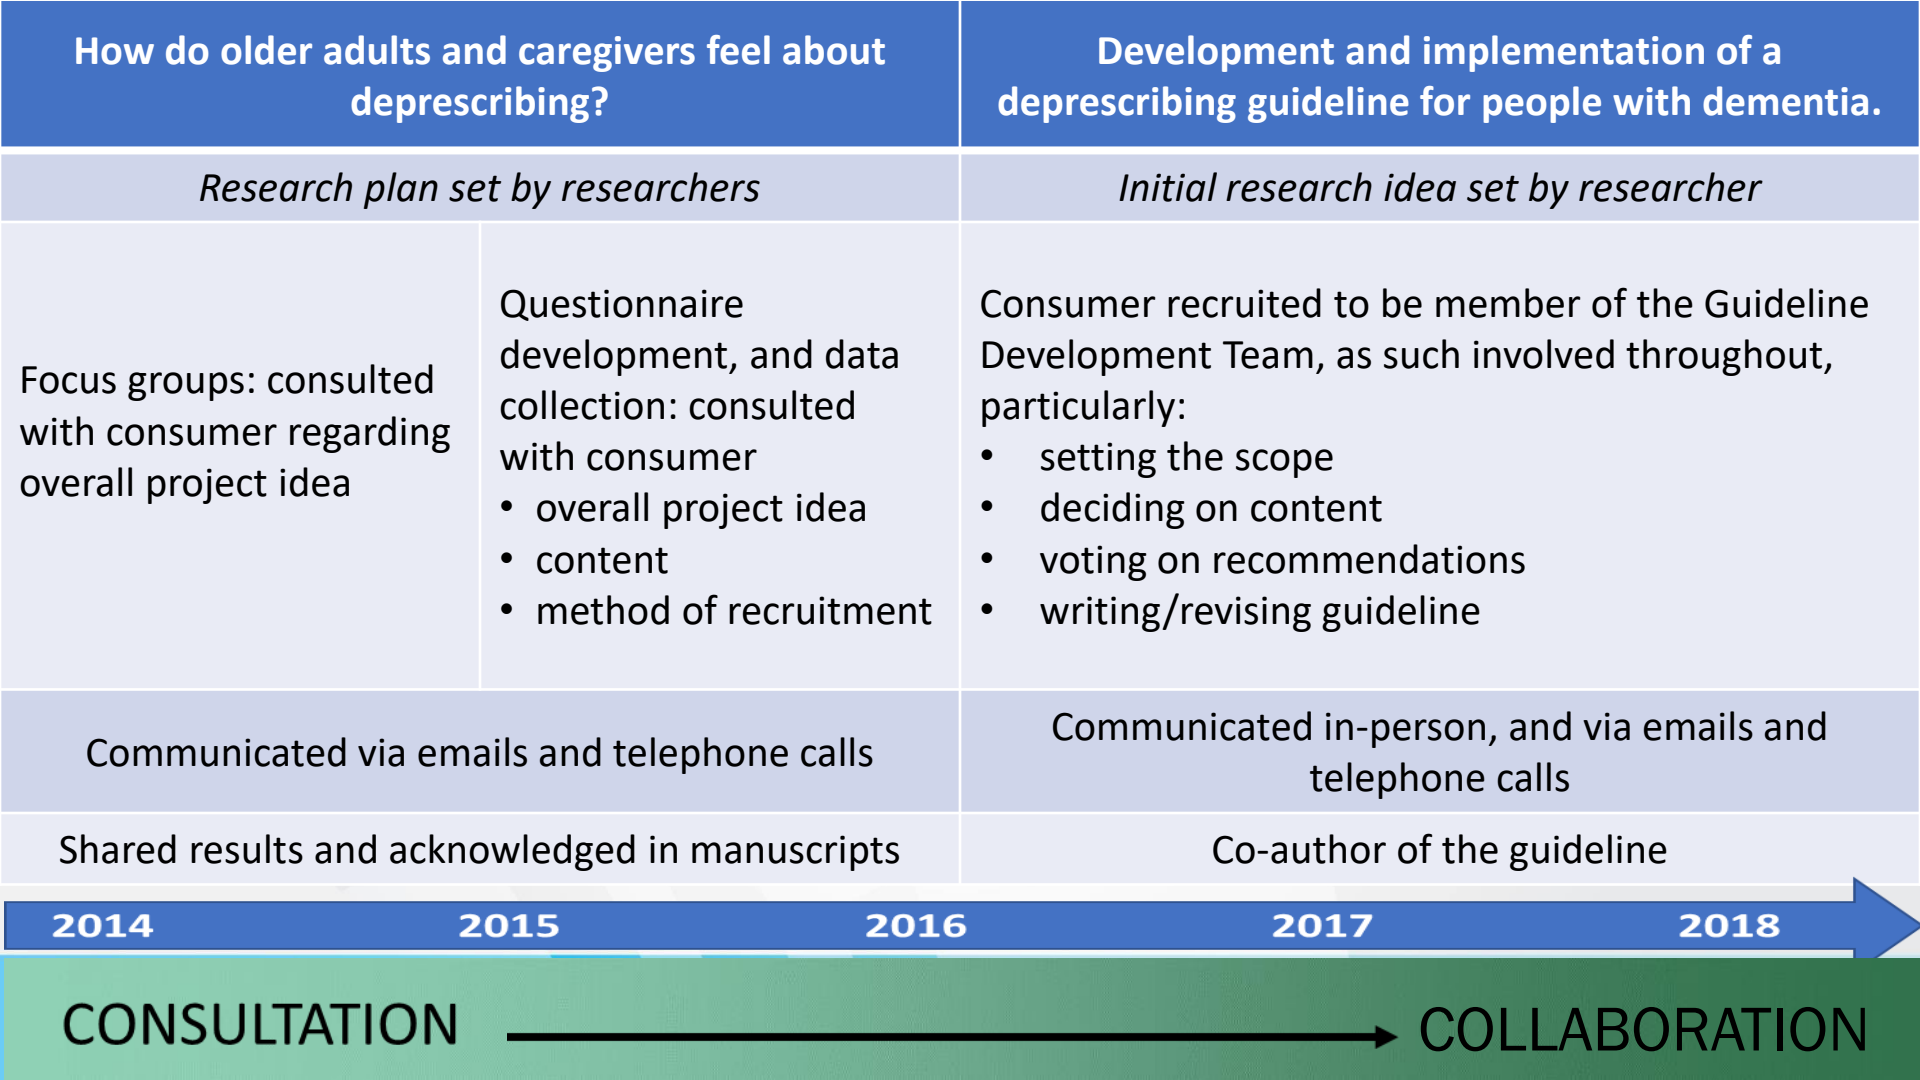 How do older adults and caregivers feel about
deprescribing?
Development and implementation of a
deprescribing guideline for people with dementia.
Research plan set by researchers
Initial research idea set by researcher
Focus groups: consulted
with consumer regarding
overall project idea
Questionnaire
development, and data
collection: consulted
with consumer
• overall project idea
• content
• method of recruitment
Consumer recruited to be member of the Guideline
Development Team, as such involved throughout,
particularly:
• setting the scope
• deciding on content
• voting on recommendations
• writing/revising guideline
Communicated via emails and telephone calls
Communicated in-person, and via emails and
telephone calls
Shared results and acknowledged in manuscripts
Co-author of the guideline
2014 2015 2016 2017 2018
CONSULTATION COLLABORATION